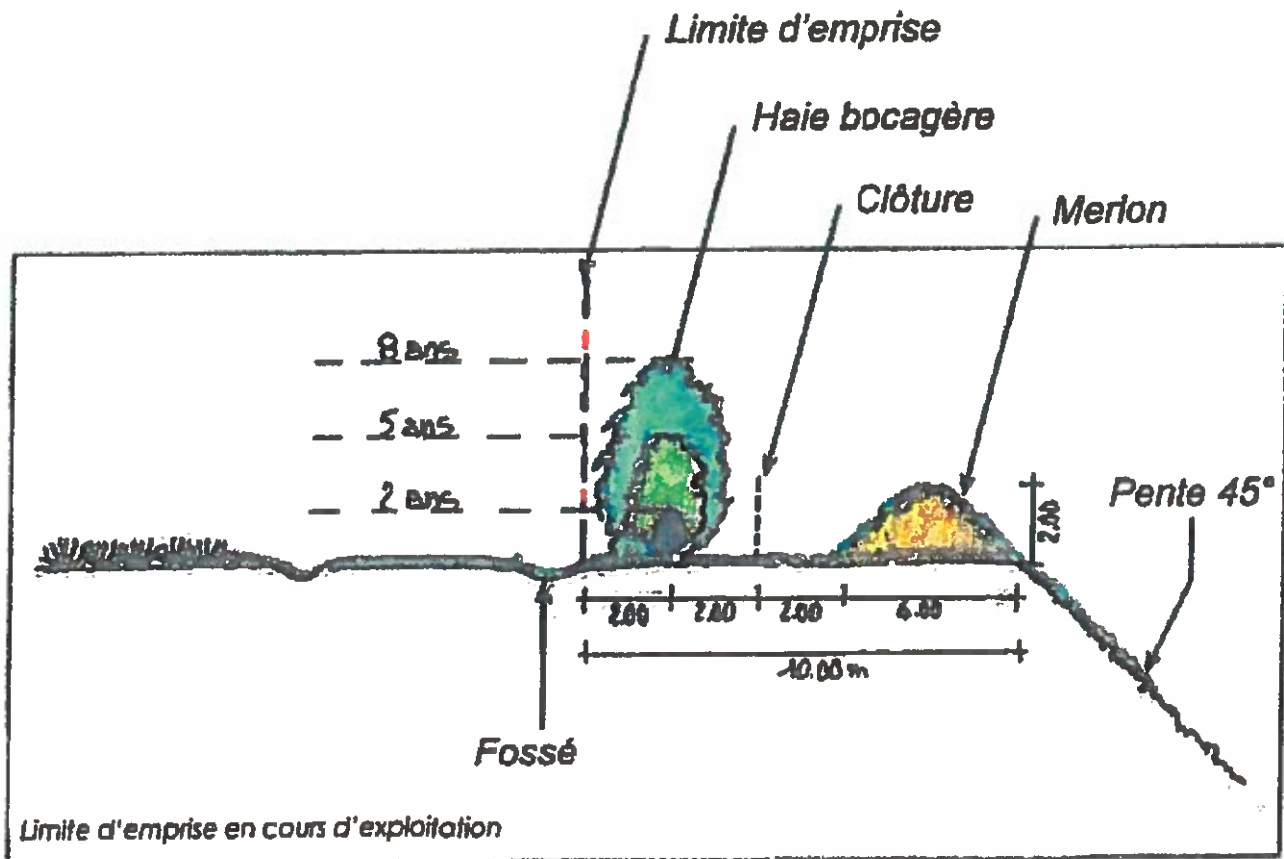 Limite d'emprise
Haie bocagère
Clôture
Merlon
8 ans
5 ans
2 ans
Pente 45°
2.00
2.00 2.00 2.00 4.00
10.00 m
Fossé
Limite d'emprise en cours d'exploitation